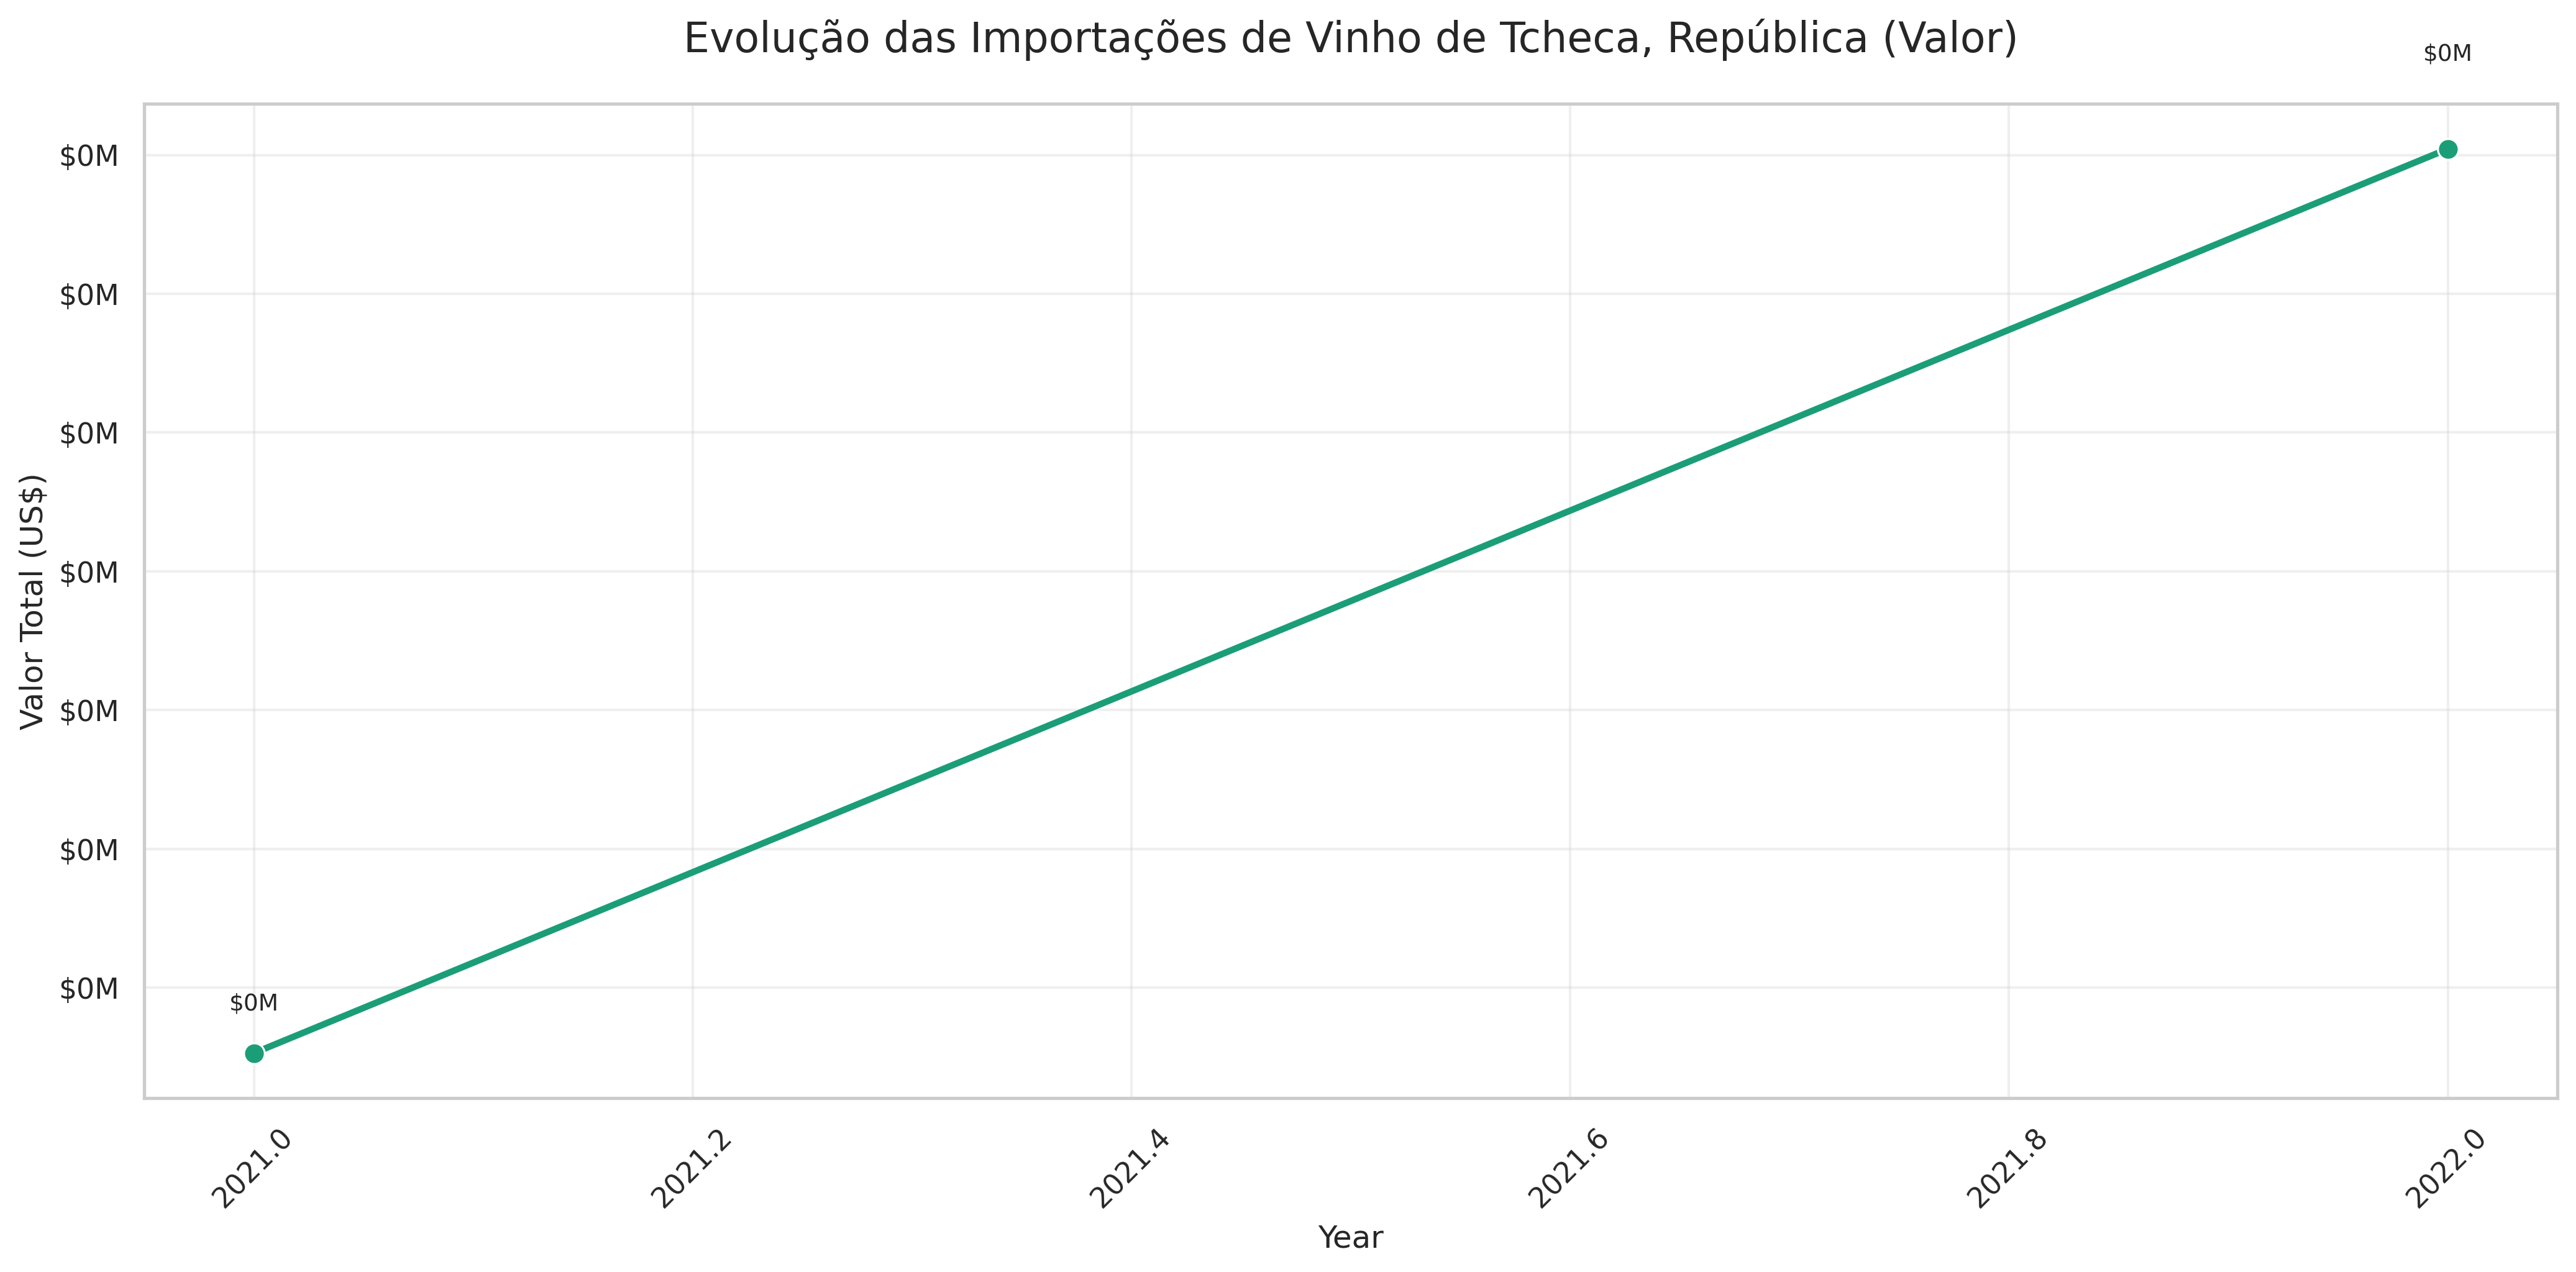 Evolução das Importações de Vinho de Tcheca, República (Valor)
$0M
$0M
$0M
$0M
$0M
$0M
$0M
$0M
$0M
Valor Total (US$)
2021.0
2021.2
2021.4
2021.6
2021.8
2022.0
Year